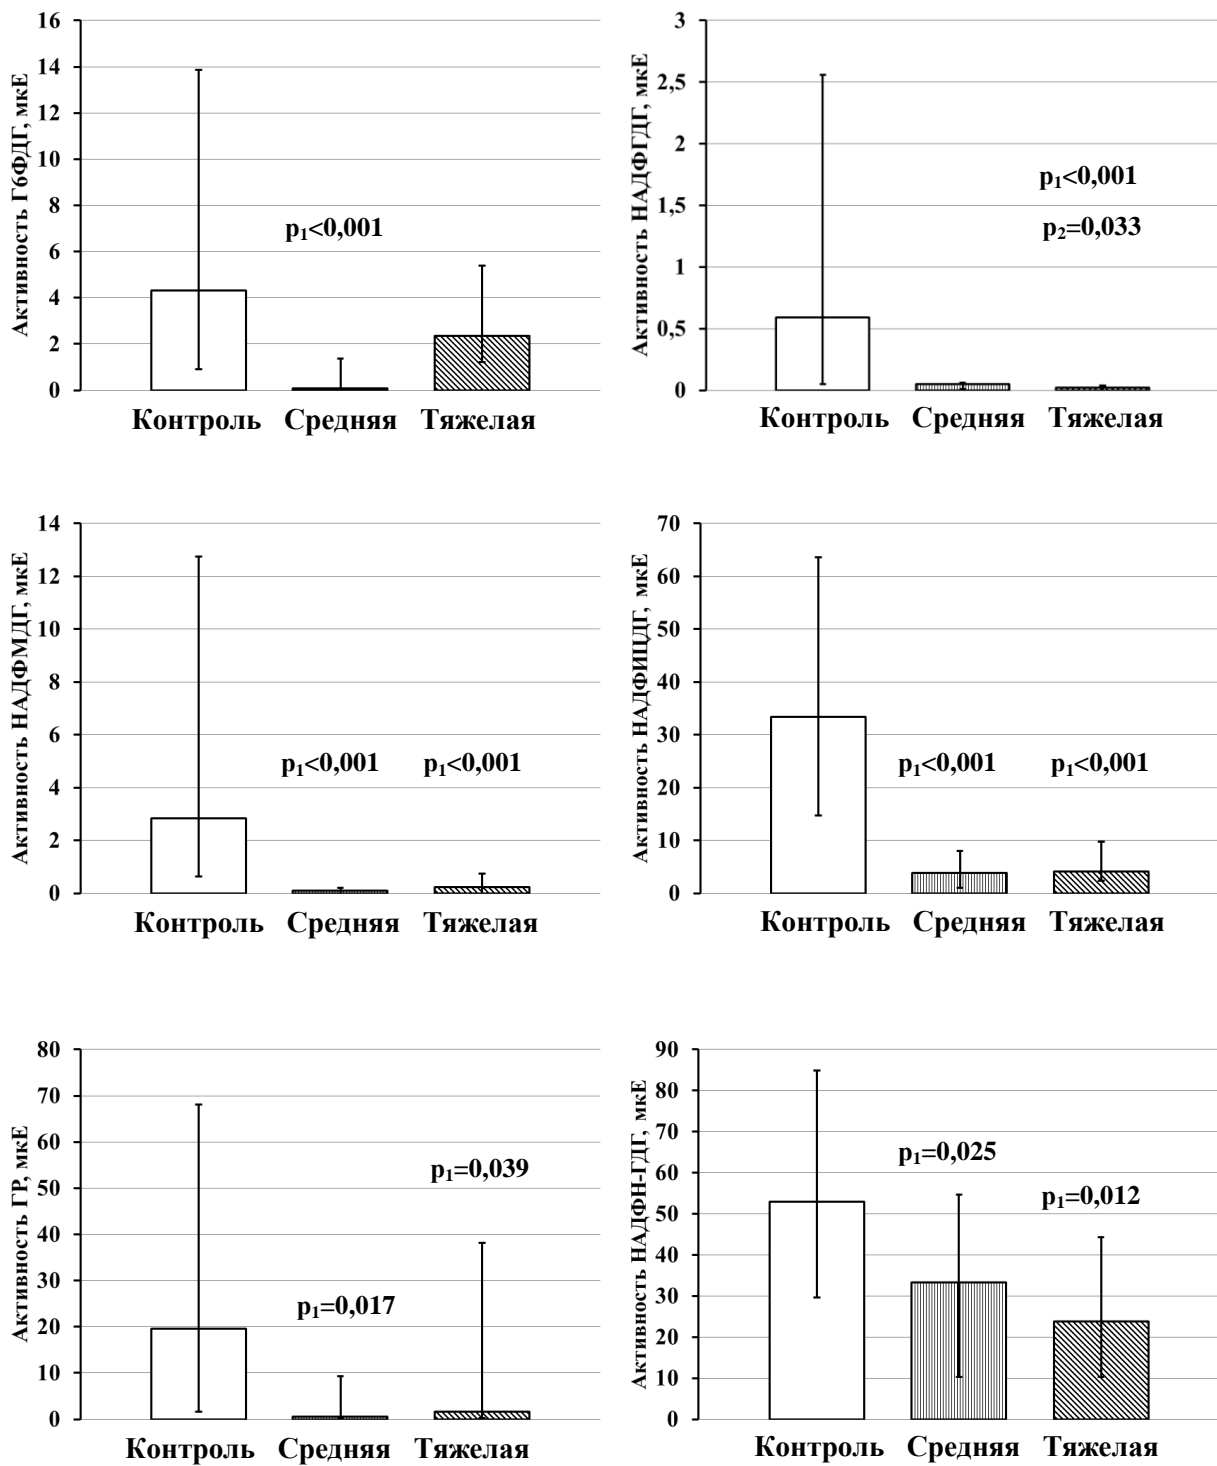 Активность Г6ФДГ, мкЕ
16
14
12
10
8
6
4
2
0
p₁<0,001
Контроль Средняя Тяжелая
Активность НАДФГДГ, мкЕ
3
2,5
2
1,5
1
0,5
0
p₁<0,001
p₂=0,033
Контроль Средняя Тяжелая
Активность НАДФМДГ, мкЕ
14
12
10
8
6
4
2
0
p₁<0,001 p₁<0,001
Контроль Средняя Тяжелая
Активность НАДФИЦДГ, мкЕ
70
60
50
40
30
20
10
0
p₁<0,001 p₁<0,001
Контроль Средняя Тяжелая
Активность ГР, мкЕ
80
70
60
50
40
30
20
10
0
p₁=0,039
p₁=0,017
Контроль Средняя Тяжелая
Активность НАДФН-ГДГ, мкЕ
90
80
70
60
50
40
30
20
10
0
p₁=0,025
p₁=0,012
Контроль Средняя Тяжелая